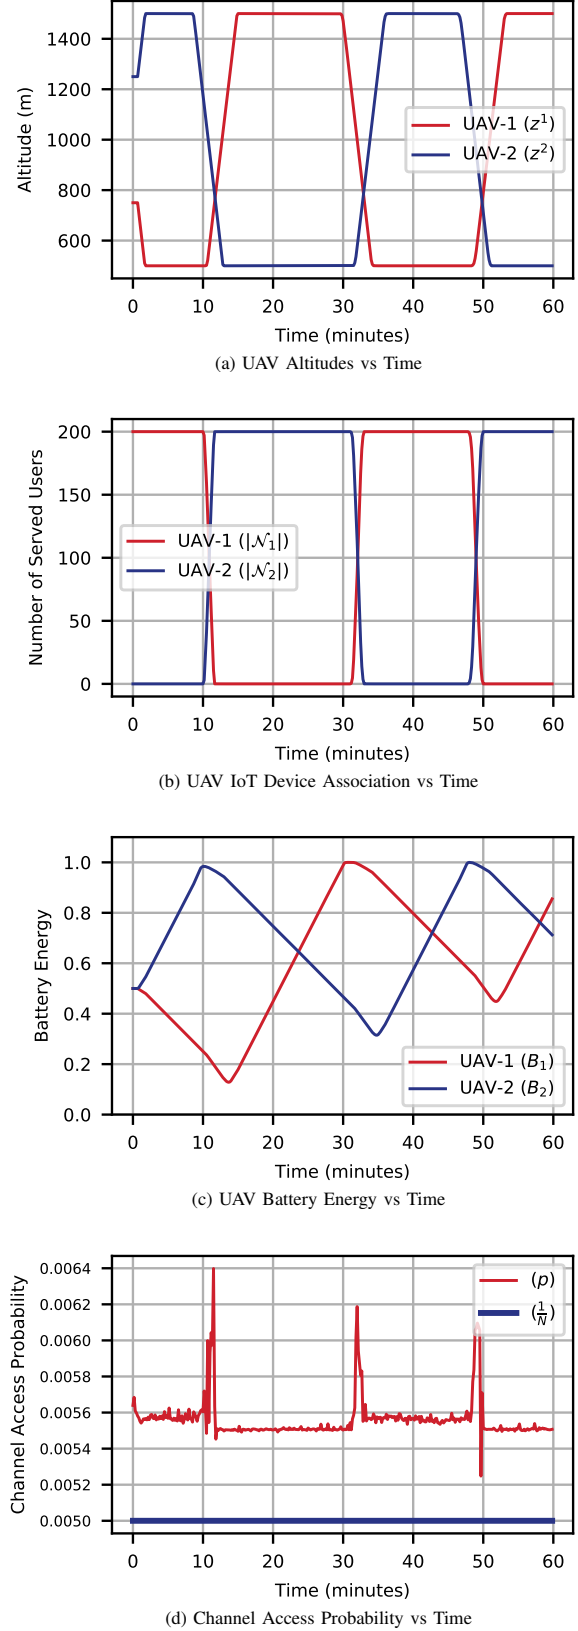 1400
1200
1000
800
600
Altitude (m)
UAV-1 (z¹)
UAV-2 (z²)
0 10 20 30 40 50 60
Time (minutes)
(a) UAV Altitudes vs Time
200
150
100
50
0
Number of Served Users
UAV-1 (|𝒩₁|)
UAV-2 (|𝒩₂|)
0 10 20 30 40 50 60
Time (minutes)
(b) UAV IoT Device Association vs Time
1.0
0.8
0.6
0.4
0.2
0.0
Battery Energy
UAV-1 (B₁)
UAV-2 (B₂)
0 10 20 30 40 50 60
Time (minutes)
(c) UAV Battery Energy vs Time
0.0064
0.0062
0.0060
0.0058
0.0056
0.0054
0.0052
0.0050
Channel Access Probability
(p)
(1/N)
0 10 20 30 40 50 60
Time (minutes)
(d) Channel Access Probability vs Time